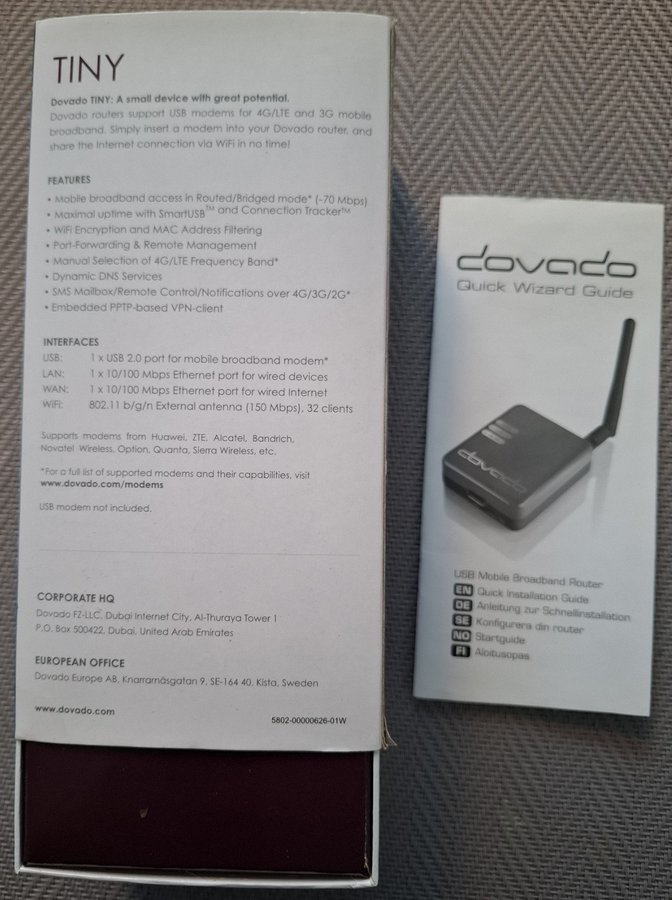 TINY
Dovado TINY: A small device with great potential.
Dovado routers support USB modems for 4G/LTE and 3G mobile
broadband. Simply insert a modem into your Dovado router, and
share the Internet connection via WiFi in no time!
FEATURES
• Mobile broadband access in Routed/Bridged mode* (~70 Mbps)
• Maximal uptime with SmartUSB™ and Connection Tracker™
• WiFi Encryption and MAC Address Filtering
• Port-Forwarding & Remote Management
• Manual Selection of 4G/LTE Frequency Band*
• Dynamic DNS Services
• SMS Mailbox/Remote Control/Notifications over 4G/3G/2G*
• Embedded PPTP-based VPN-client
INTERFACES
USB: 1 x USB 2.0 port for mobile broadband modem*
LAN: 1 x 10/100 Mbps Ethernet port for wired devices
WAN: 1 x 10/100 Mbps Ethernet port for wired Internet
WiFi: 802.11 b/g/n External antenna (150 Mbps), 32 clients
Supports modems from Huawei, ZTE, Alcatel, Bandrich,
Novatel Wireless, Option, Quanta, Sierra Wireless, etc.
*For a full list of supported modems and their capabilities, visit
www.dovado.com/modems
USB modem not included.
CORPORATE HQ
Dovado FZ-LLC, Dubai Internet City, Al-Thuraya Tower 1
P.O. Box 500422, Dubai, United Arab Emirates
EUROPEAN OFFICE
Dovado Europe AB, Knarrarnäsgatan 9, SE-164 40, Kista, Sweden
www.dovado.com
5802-00000626-01W
dovado
Quick Wizard Guide
dovado
USB Mobile Broadband Router
EN Quick Installation Guide
DE Anleitung zur Schnellinstallation
SE Konfigurera din router
NO Startguide
FI Aloitusopas